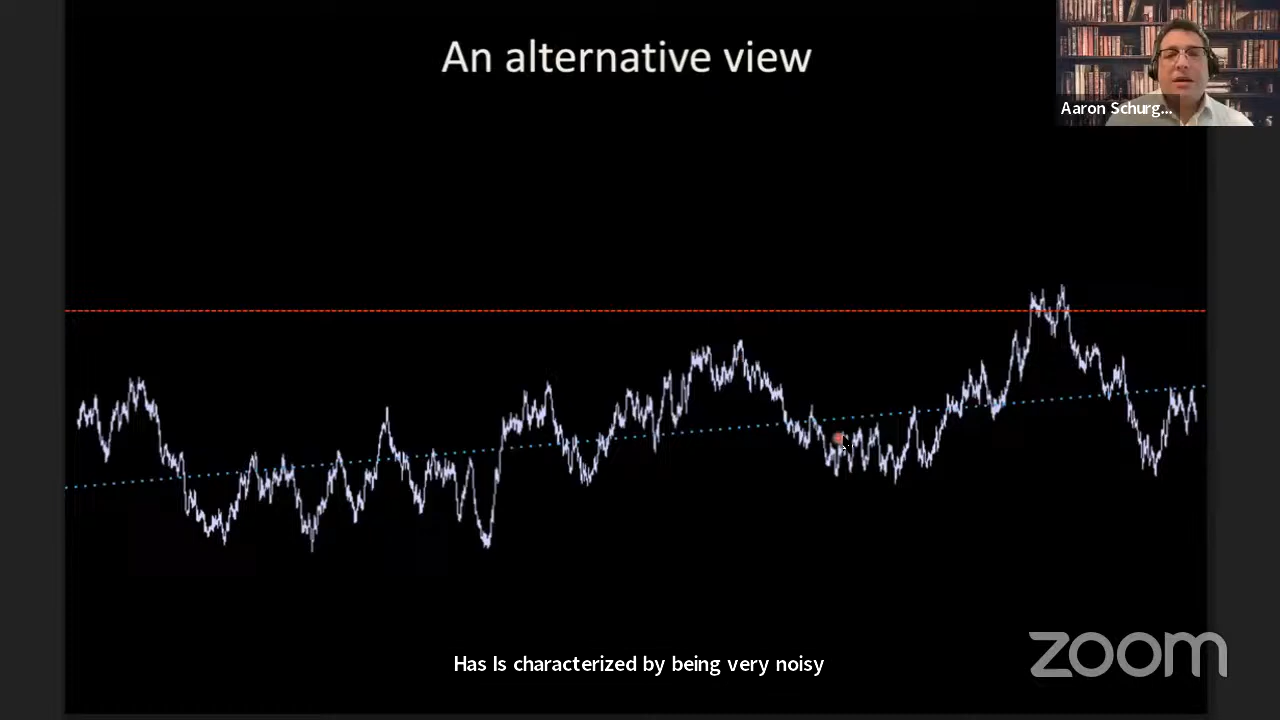 An alternative view
Aaron Schurg...
Has Is characterized by being very noisy
zoom